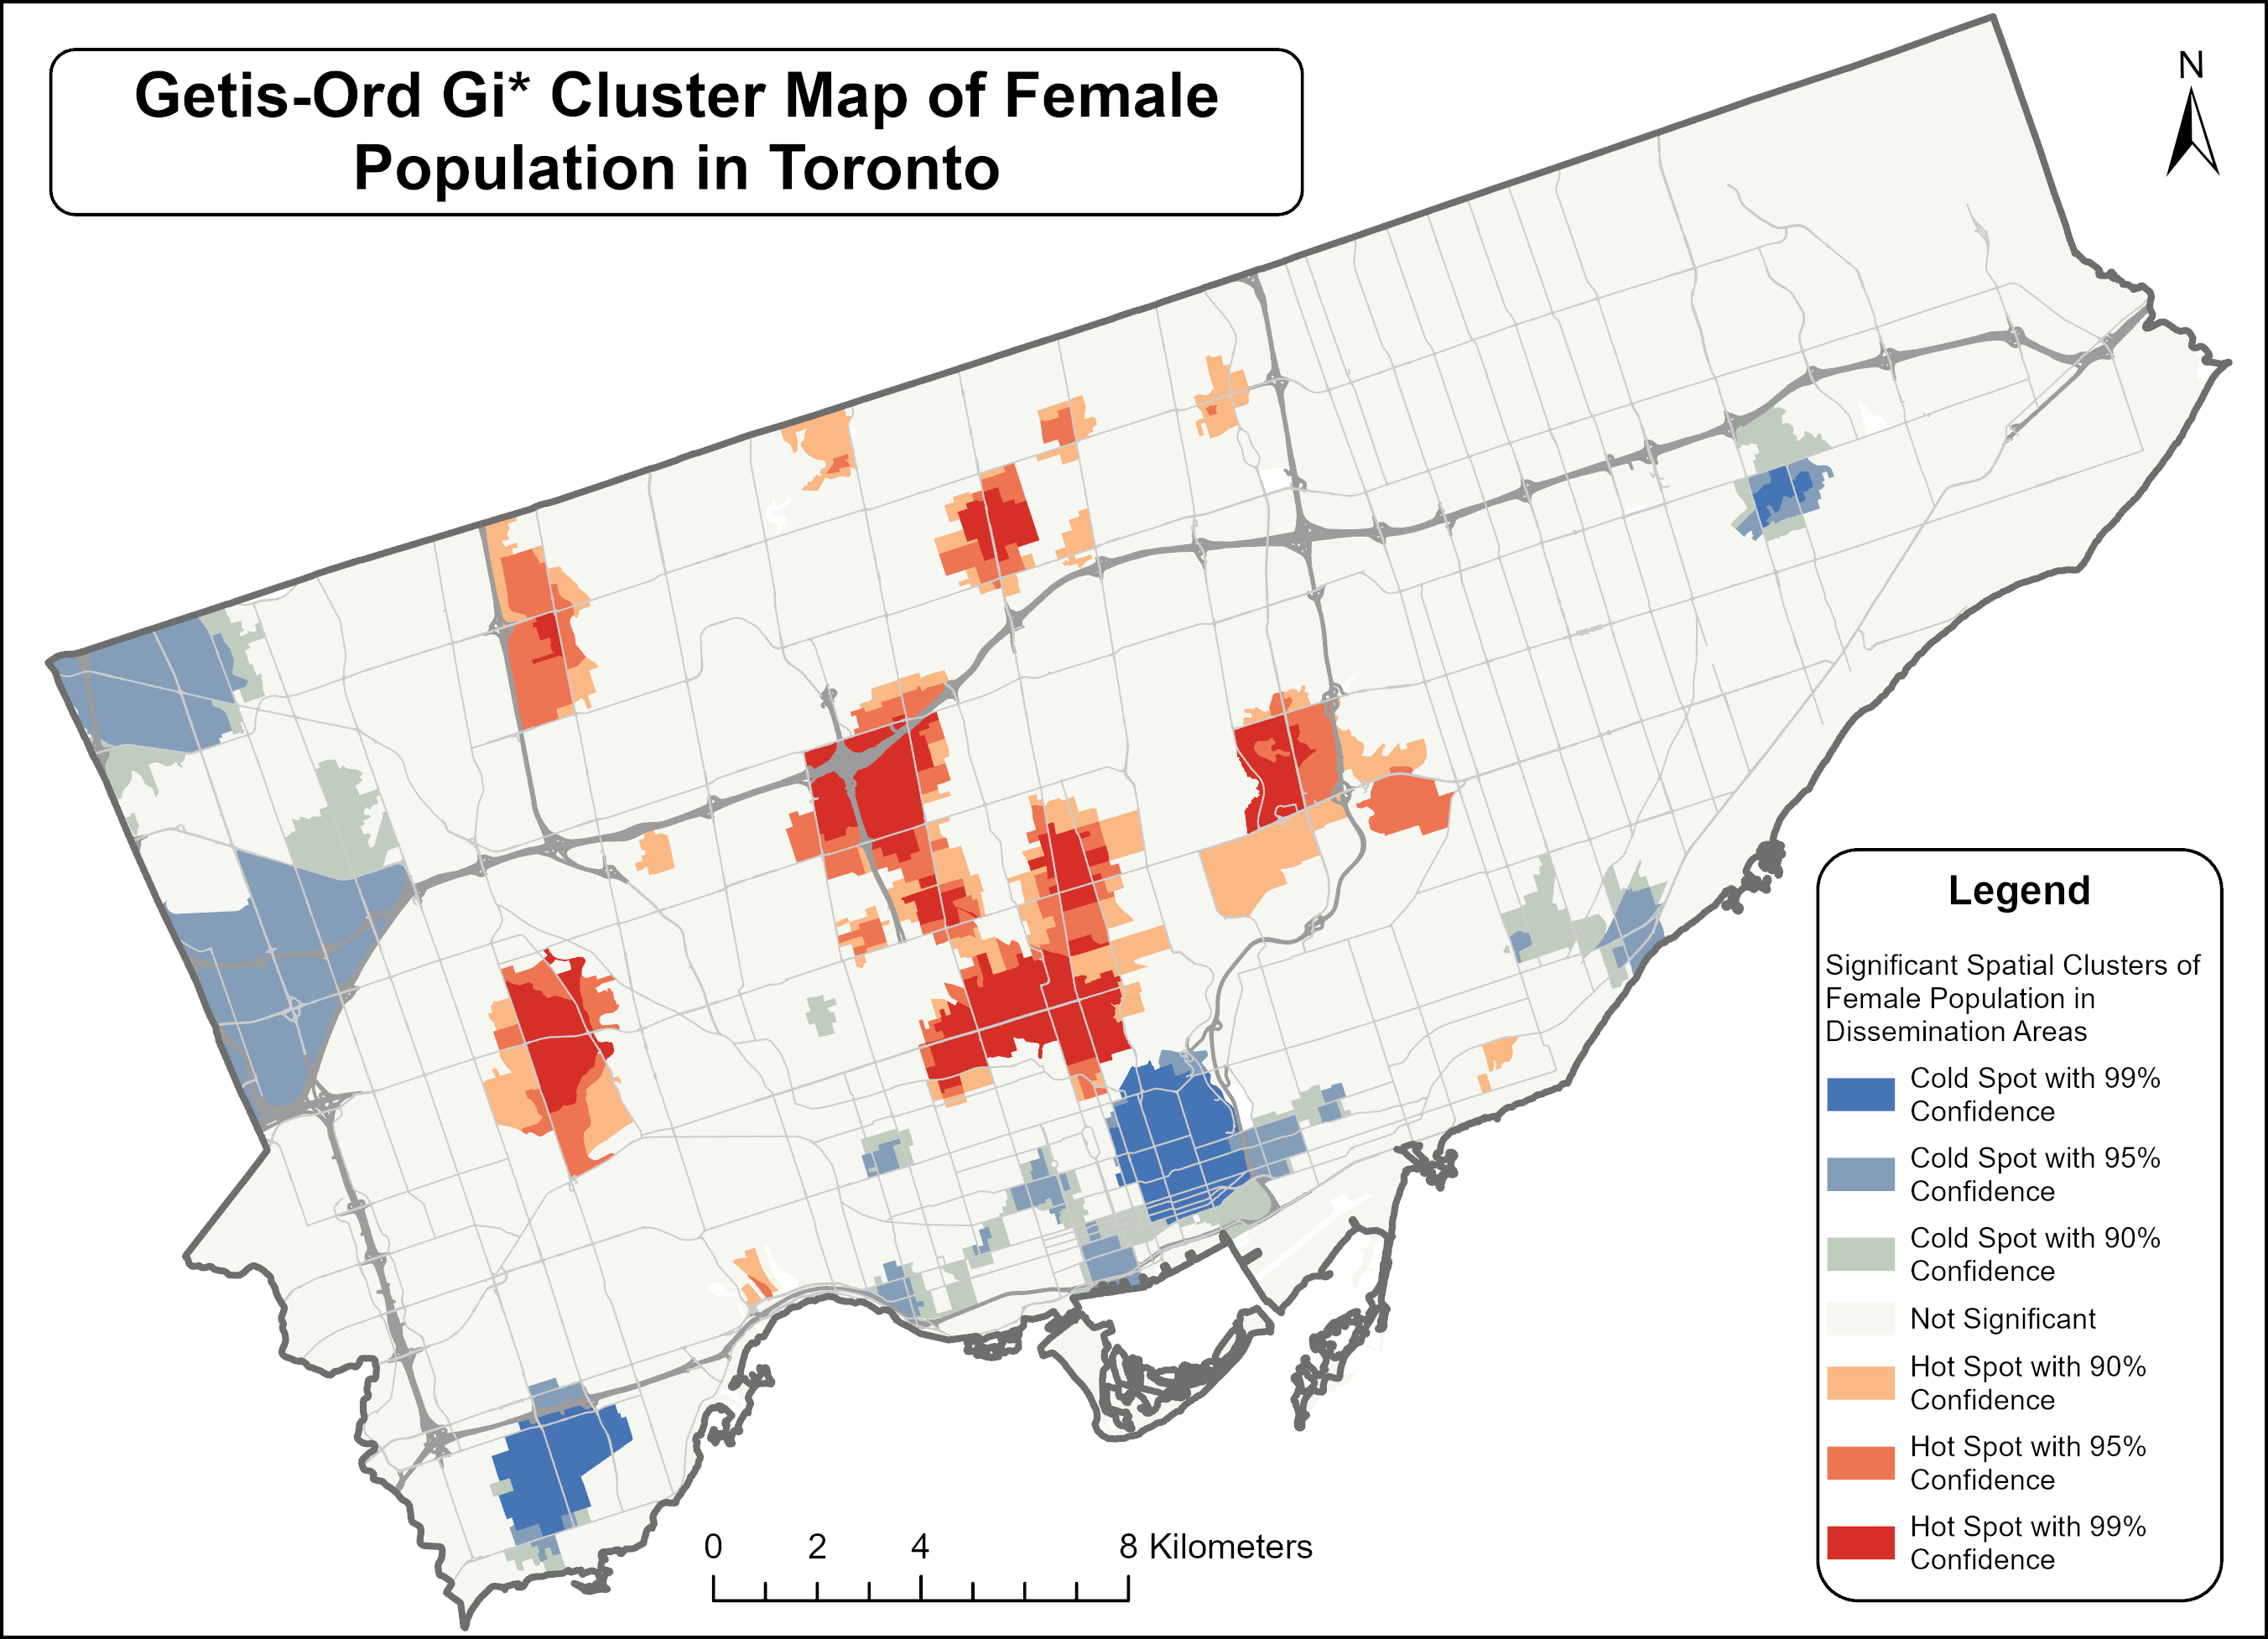 Getis-Ord Gi* Cluster Map of Female
Population in Toronto
N
Legend
Significant Spatial Clusters of
Female Population in
Dissemination Areas
Cold Spot with 99%
Confidence
Cold Spot with 95%
Confidence
Cold Spot with 90%
Confidence
Not Significant
Hot Spot with 90%
Confidence
Hot Spot with 95%
Confidence
Hot Spot with 99%
Confidence
0 2 4 8 Kilometers